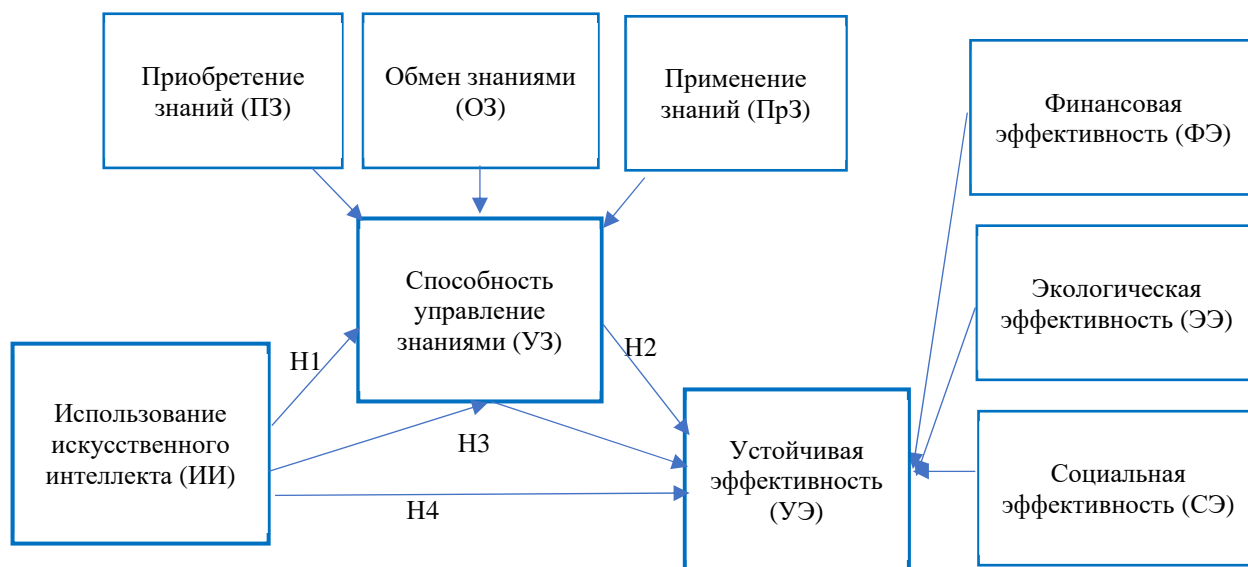 Приобретение
знаний (ПЗ)
Обмен знаниями
(ОЗ)
Применение
знаний (ПрЗ)
Финансовая
эффективность (ФЭ)
Способность
управление
знаниями (УЗ)
Экологическая
эффективность (ЭЭ)
H1
H2
Использование
искусственного
интеллекта (ИИ)
H3
H4
Устойчивая
эффективность
(УЭ)
Социальная
эффективность (СЭ)